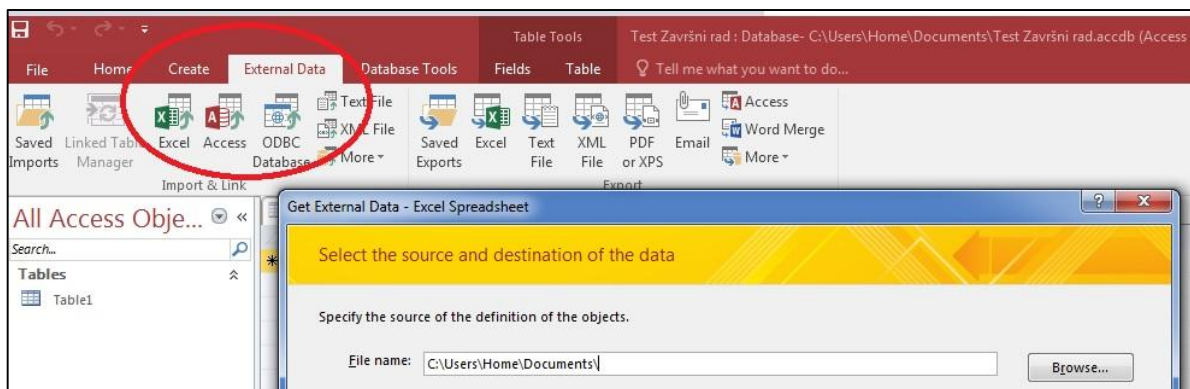 Table Tools
Test Završni rad : Database- C:\Users\Home\Documents\Test Završni rad.accdb (Access
File Home Create External Data Database Tools Fields Table Tell me what you want to do...
Saved Imports
Linked Table Manager
Excel
Access
ODBC Database
Text File
XML File
More
Import & Link
Saved Exports
Excel
Text File
XML File
PDF or XPS
Email
Access
Word Merge
More
Export
All Access Obje...
Search...
Tables
Table1
Get External Data - Excel Spreadsheet
Select the source and destination of the data
Specify the source of the definition of the objects.
File name: C:\Users\Home\Documents\
Browse...